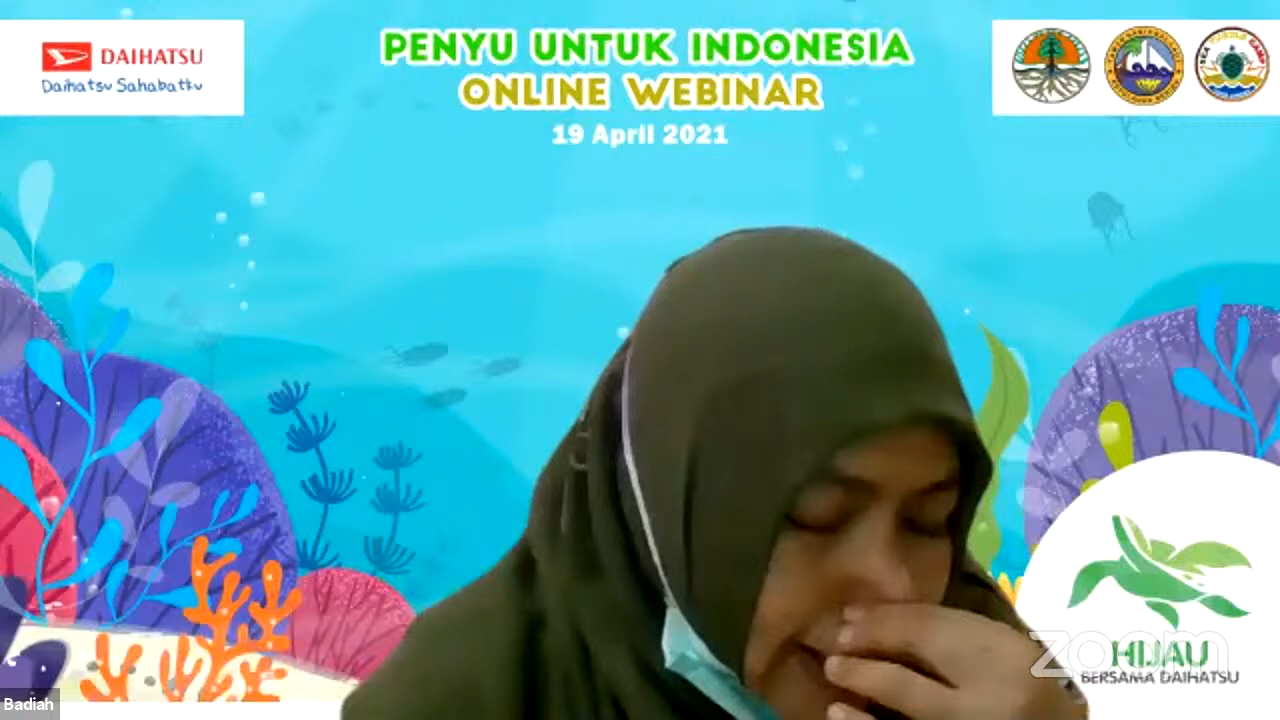 DAIHATSU
Daihatsu Sahabatku
PENYU UNTUK INDONESIA
ONLINE WEBINAR
19 April 2021
zoom
HIJAU
BERSAMA DAIHATSU
Badiah